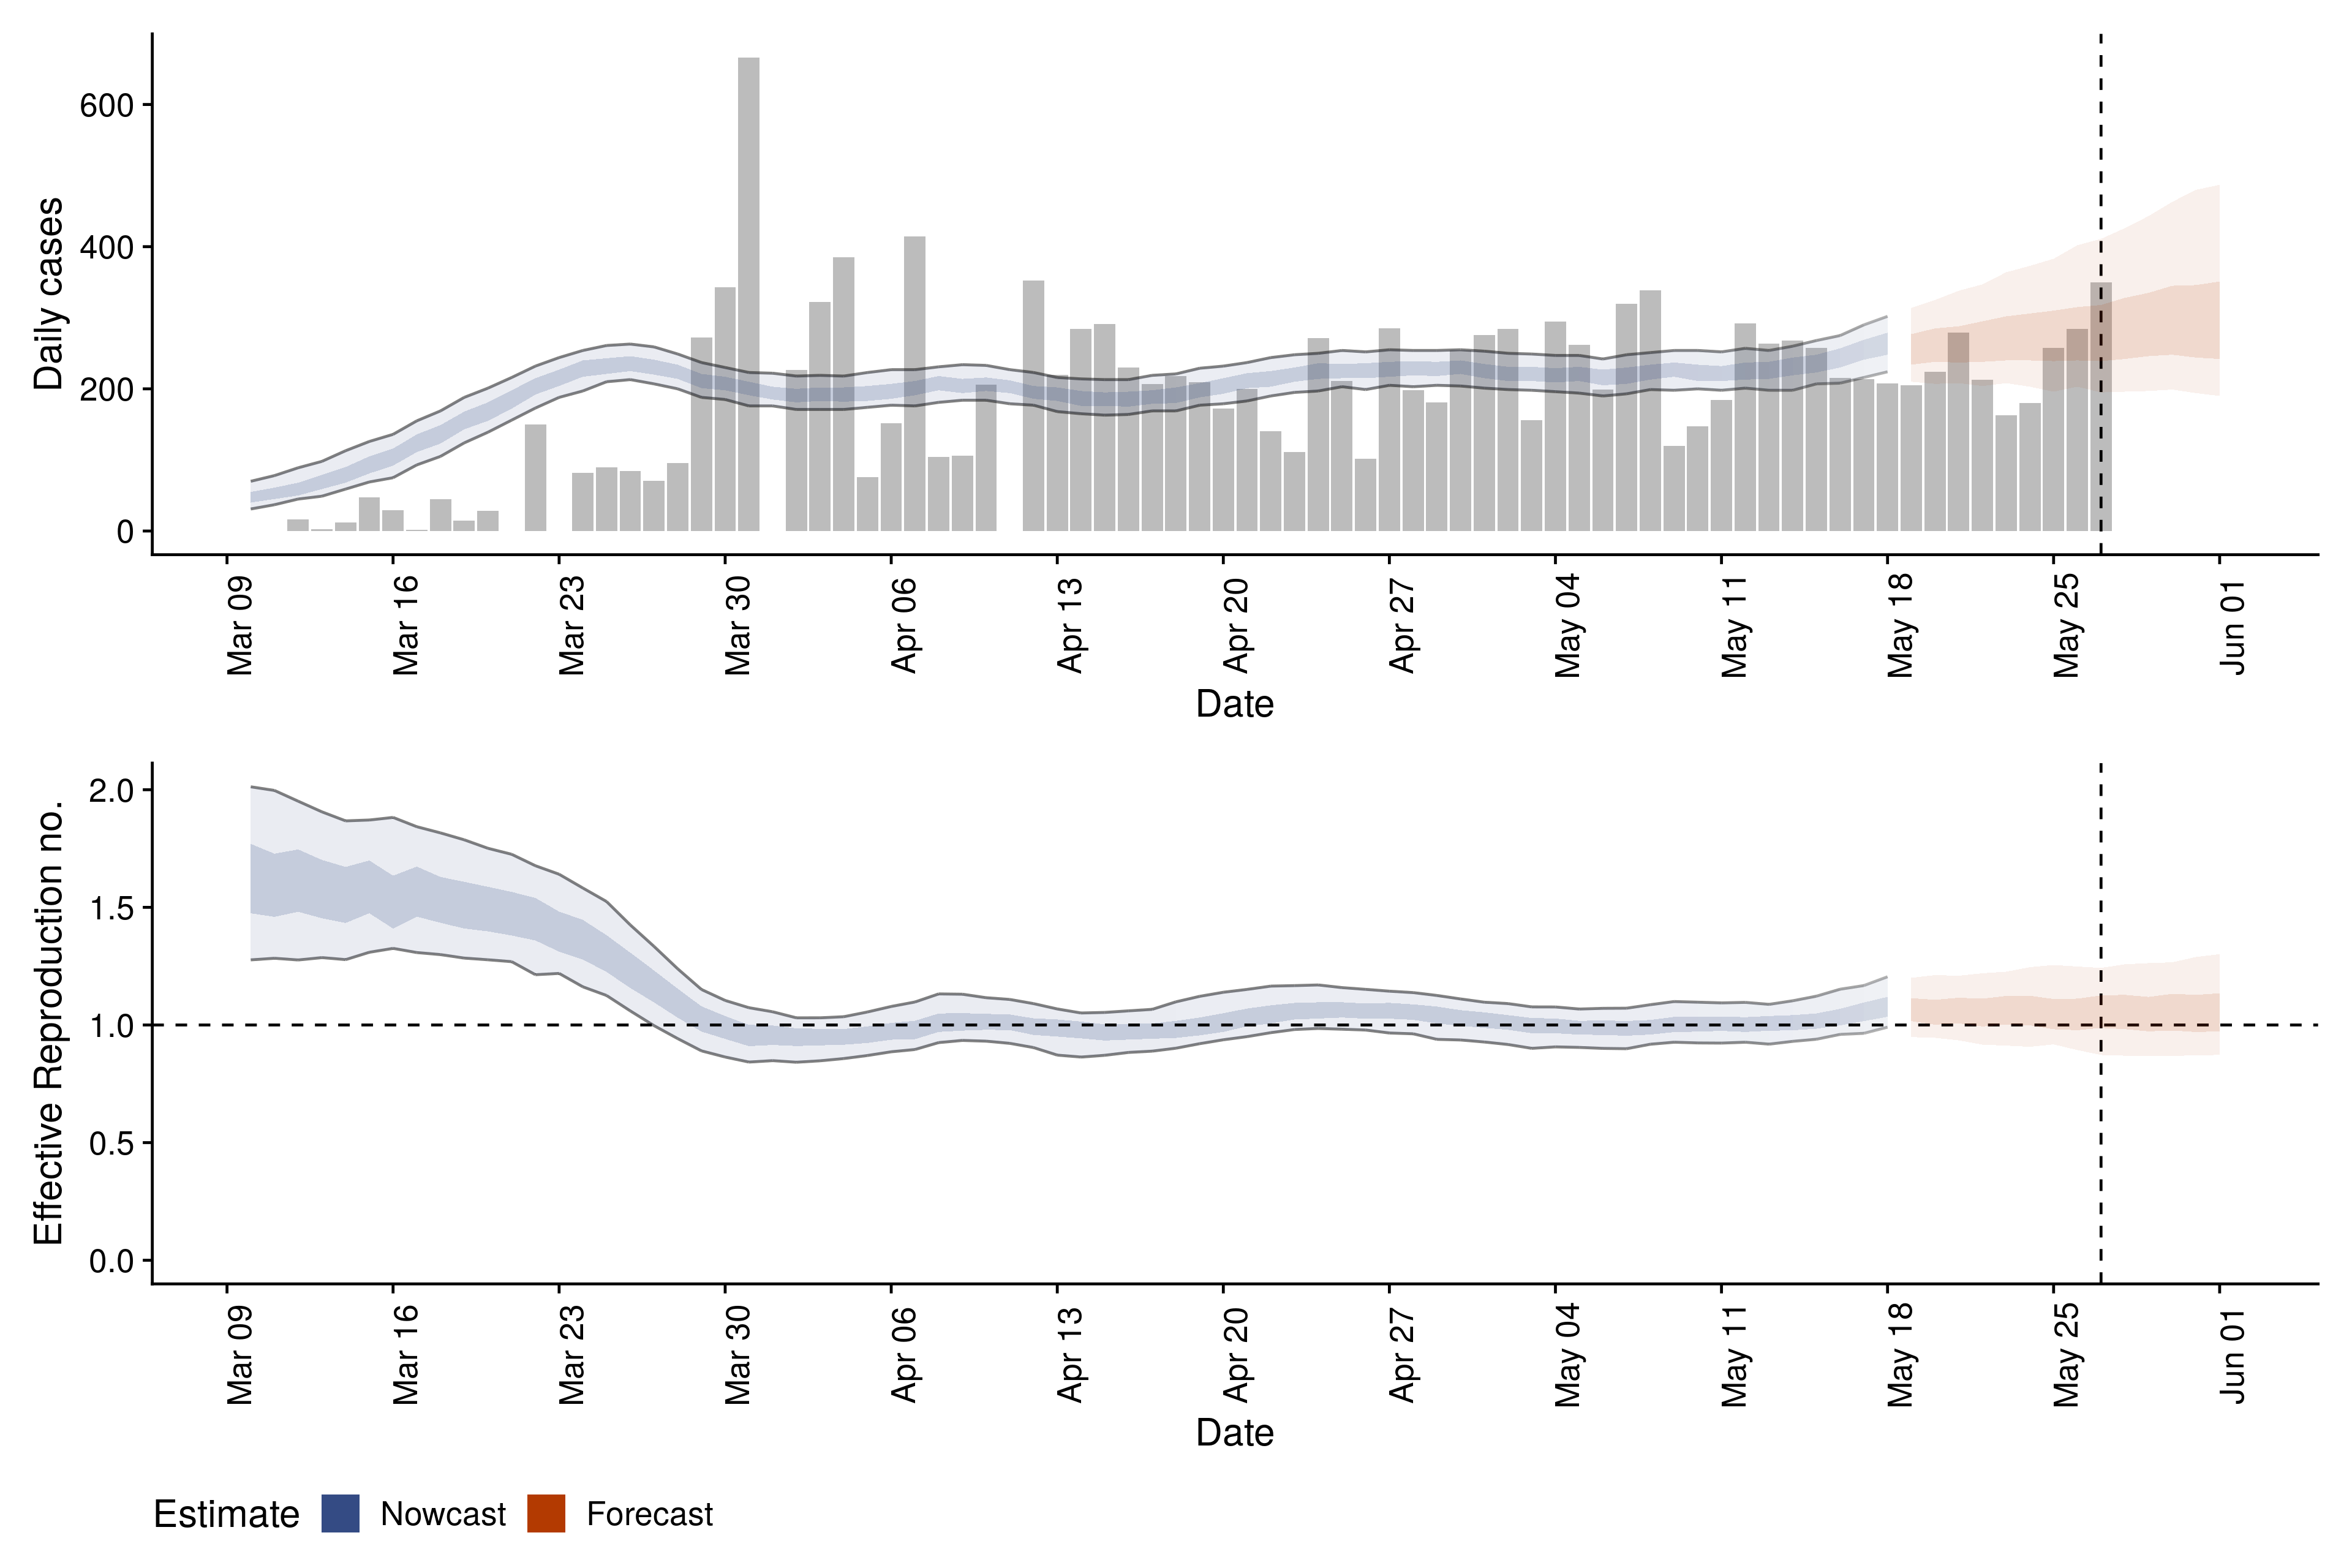 Daily cases
600
400
200
0
Mar 09
Mar 16
Mar 23
Mar 30
Apr 06
Apr 13
Apr 20
Apr 27
May 04
May 11
May 18
May 25
Jun 01
Date
Effective Reproduction no.
2.0
1.5
1.0
0.5
0.0
Mar 09
Mar 16
Mar 23
Mar 30
Apr 06
Apr 13
Apr 20
Apr 27
May 04
May 11
May 18
May 25
Jun 01
Date
Estimate Nowcast Forecast